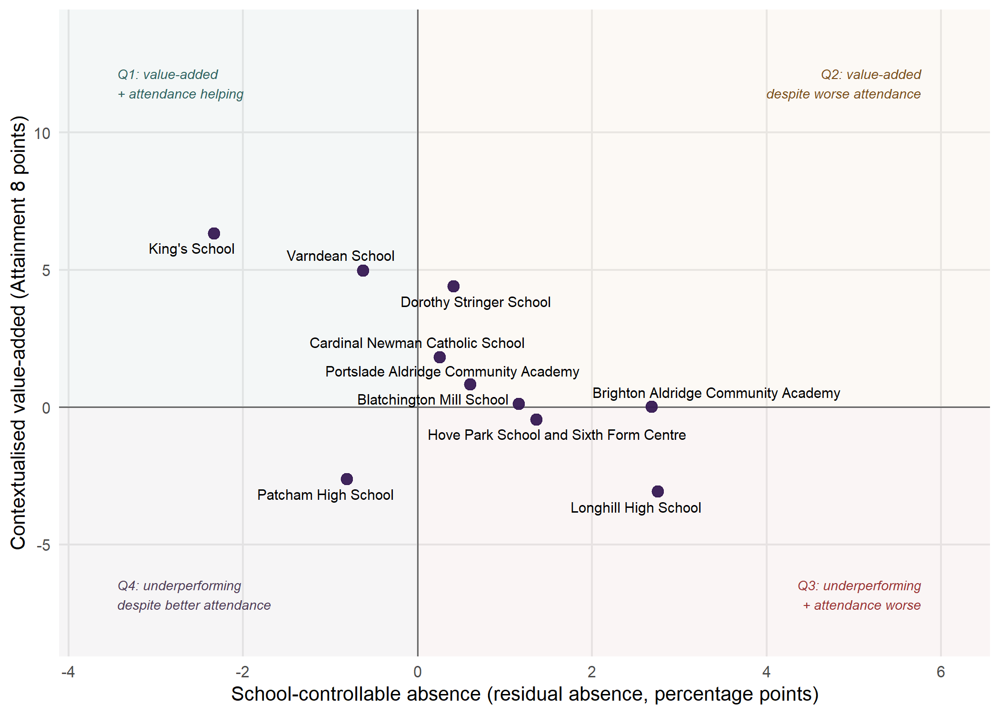 Q1: value-added
+ attendance helping
Q2: value-added
despite worse attendance
10
5
0
-5
Contextualised value-added (Attainment 8 points)
King's School
Varndean School
Dorothy Stringer School
Cardinal Newman Catholic School
Portslade Aldridge Community Academy
Blatchington Mill School
Brighton Aldridge Community Academy
Hove Park School and Sixth Form Centre
Patcham High School
Longhill High School
Q4: underperforming
despite better attendance
Q3: underperforming
+ attendance worse
-4
-2
0
2
4
6
School-controllable absence (residual absence, percentage points)